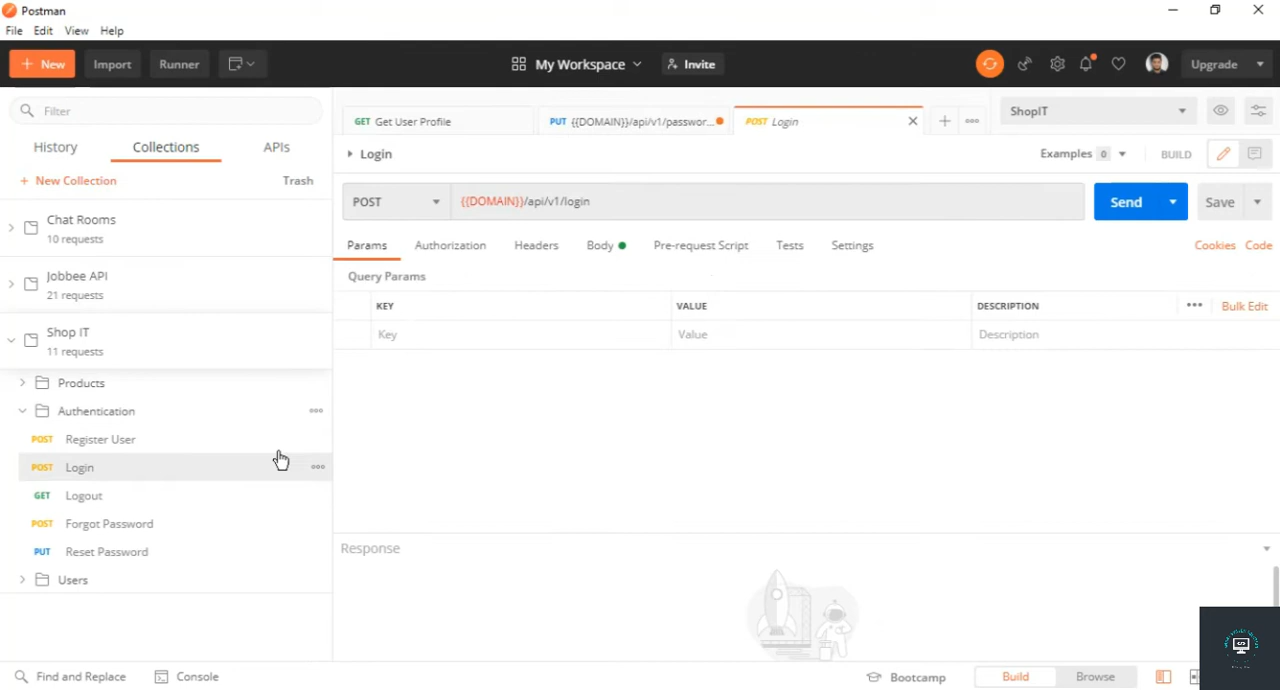 Postman
File Edit View Help
+ New Import Runner My Workspace Invite Upgrade
Filter
History Collections APIs
+ New Collection Trash
Chat Rooms
10 requests
Jobbee API
21 requests
Shop IT
11 requests
Products
Authentication
POST Register User
POST Login
GET Logout
POST Forgot Password
PUT Reset Password
Users
GET Get User Profile PUT {{DOMAIN}}/api/v1/passwor... POST Login ShopIT
Login Examples 0 BUILD
POST {{DOMAIN}}/api/v1/login Send Save
Params Authorization Headers Body Pre-request Script Tests Settings Cookies Code
Query Params
KEY VALUE DESCRIPTION Bulk Edit
Key Value Description
Response
Find and Replace Console Bootcamp Build Browse